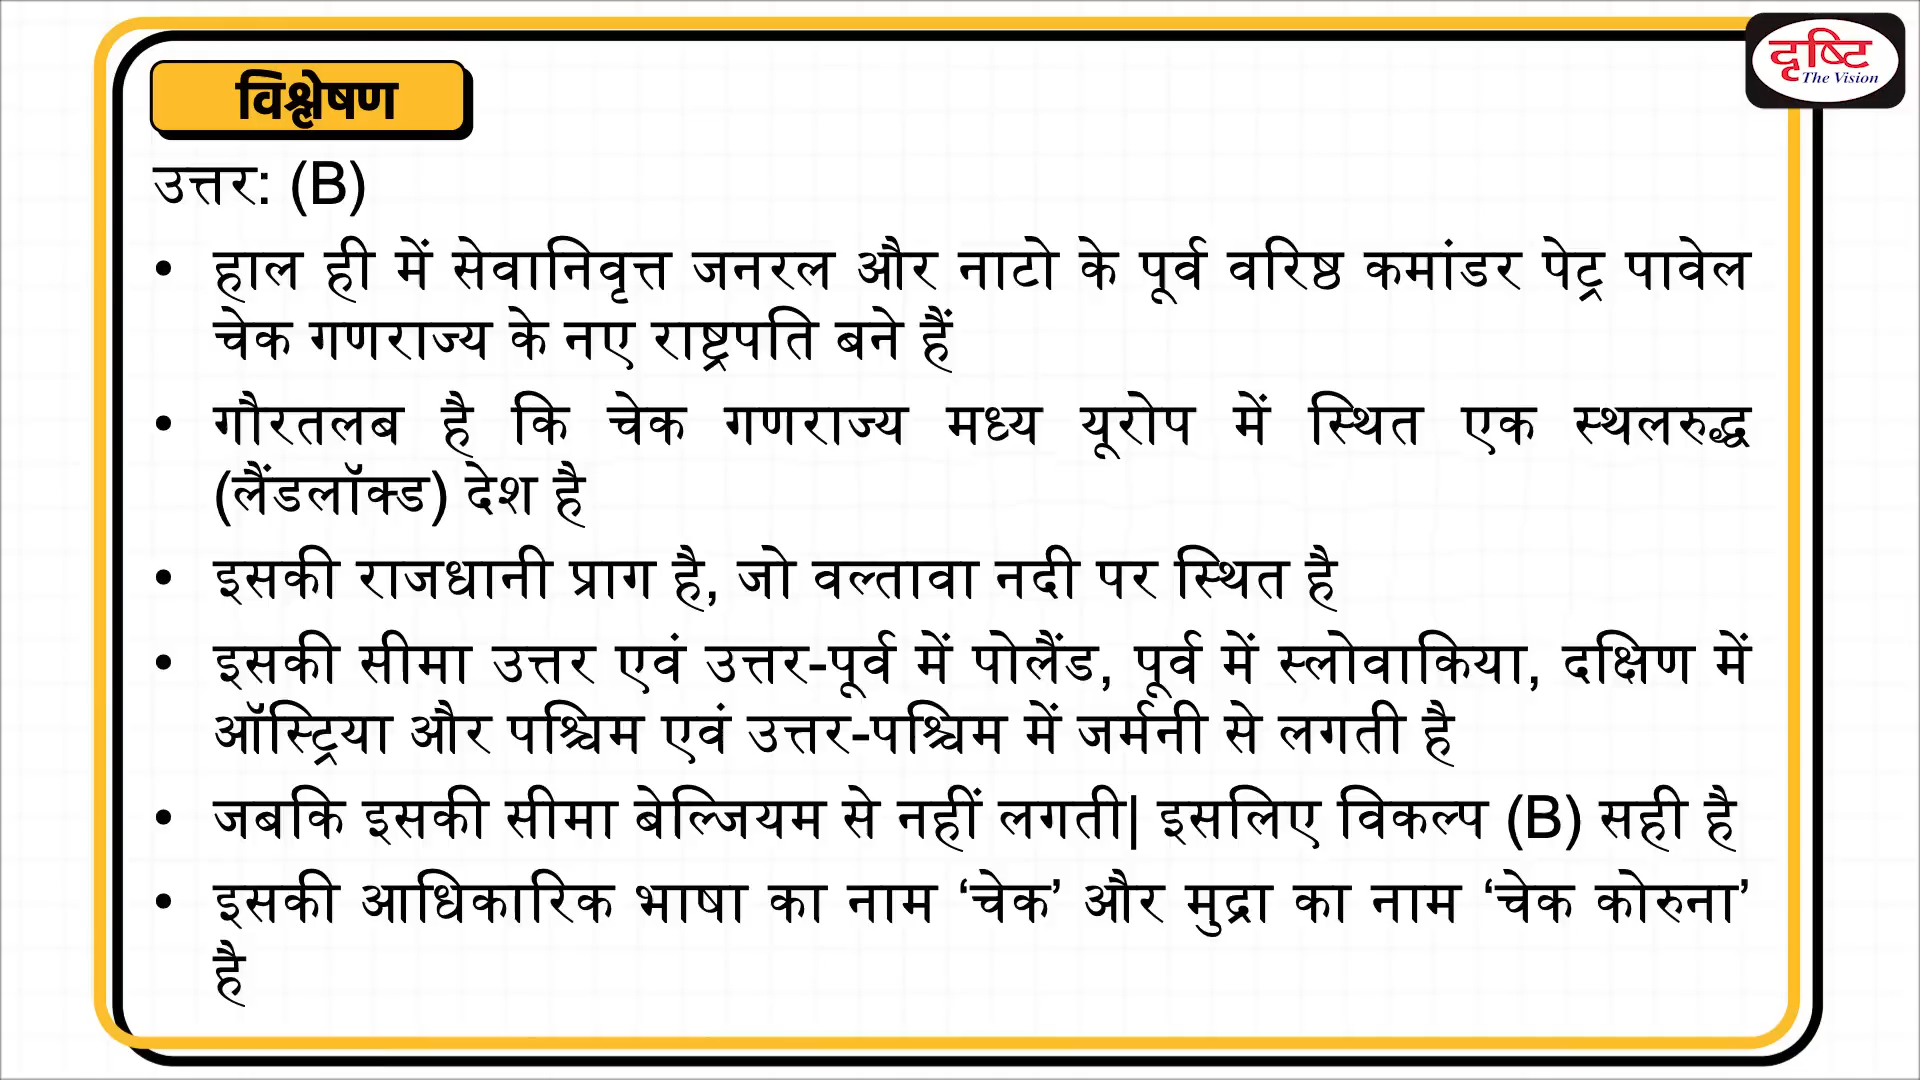 दृष्टि
The Vision
विश्लेषण
उत्तर: (B)
• हाल ही में सेवानिवृत्त जनरल और नाटो के पूर्व वरिष्ठ कमांडर पेट्र पावेल
चेक गणराज्य के नए राष्ट्रपति बने हैं
• गौरतलब है कि चेक गणराज्य मध्य यूरोप में स्थित एक स्थलरुद्ध
(लैंडलॉक्ड) देश है
• इसकी राजधानी प्राग है, जो वल्तावा नदी पर स्थित है
• इसकी सीमा उत्तर एवं उत्तर-पूर्व में पोलैंड, पूर्व में स्लोवाकिया, दक्षिण में
ऑस्ट्रिया और पश्चिम एवं उत्तर-पश्चिम में जर्मनी से लगती है
• जबकि इसकी सीमा बेल्जियम से नहीं लगती| इसलिए विकल्प (B) सही है
• इसकी आधिकारिक भाषा का नाम ‘चेक’ और मुद्रा का नाम ‘चेक कोरुना’
है